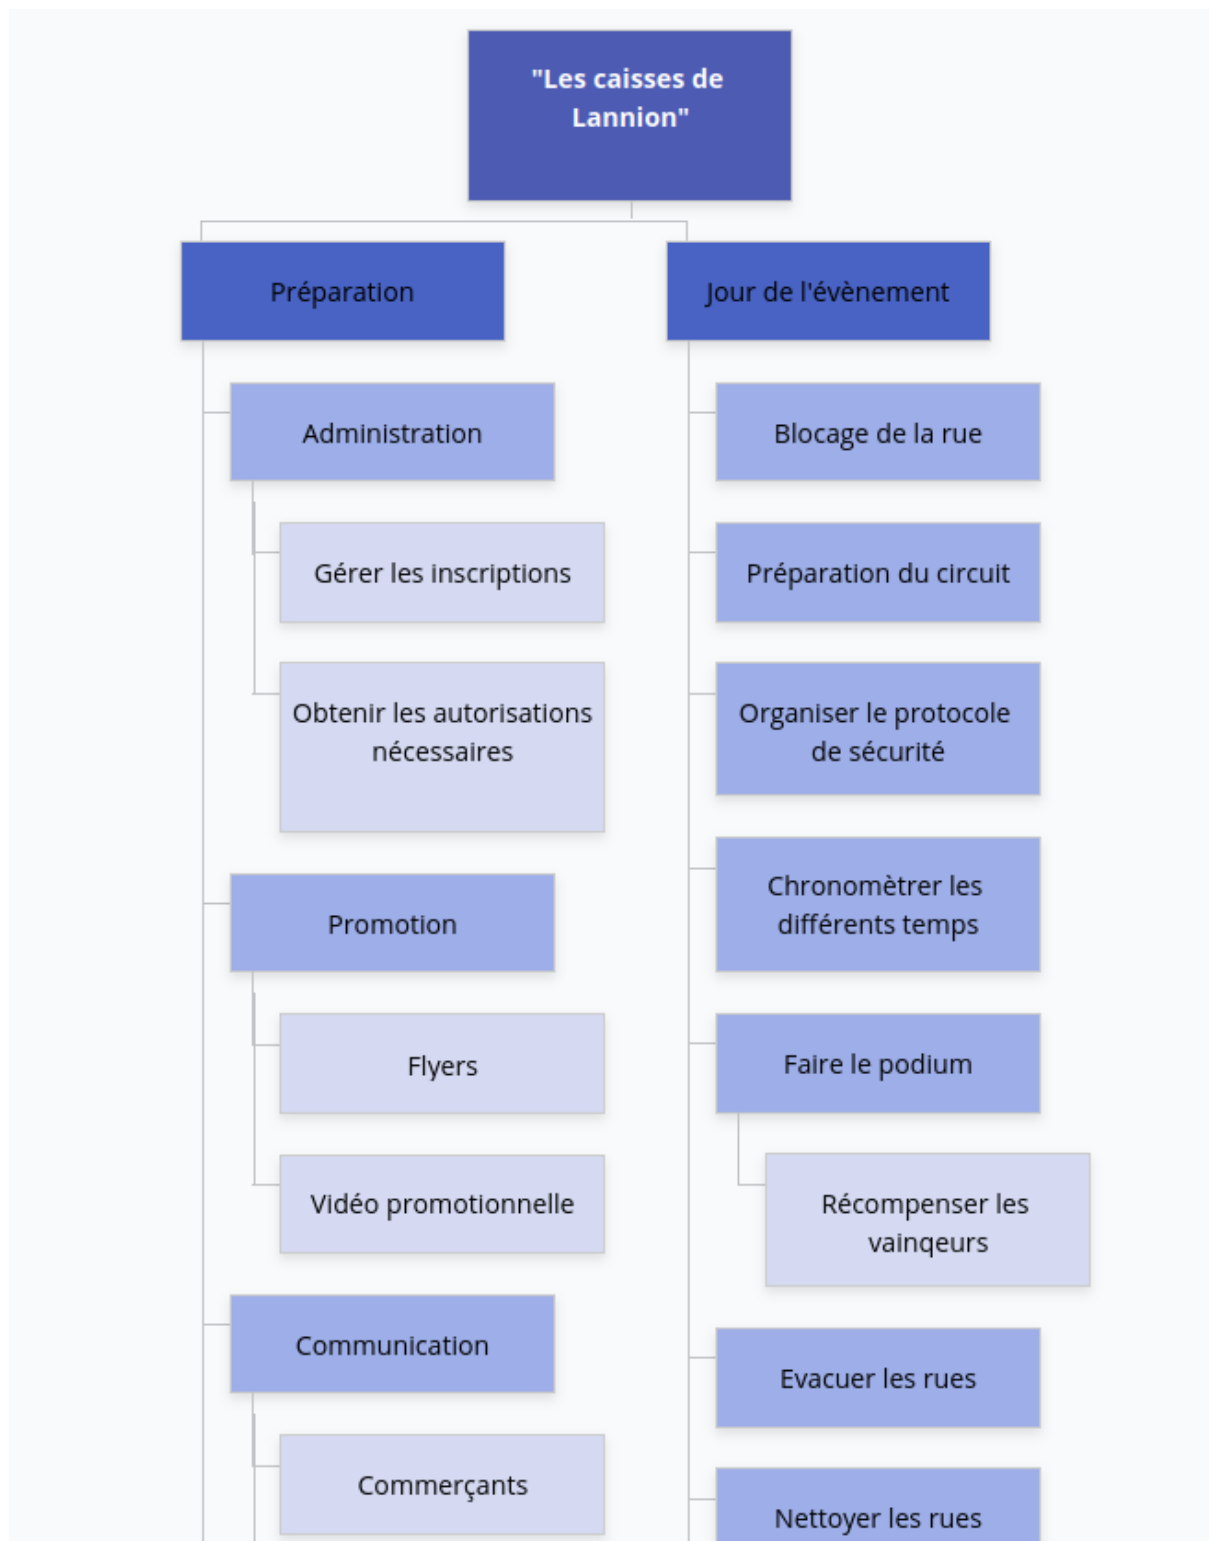 "Les caisses de
Lannion"
Préparation
Jour de l'évènement
Administration
Gérer les inscriptions
Obtenir les autorisations
nécessaires
Promotion
Flyers
Vidéo promotionnelle
Communication
Commerçants
Blocage de la rue
Préparation du circuit
Organiser le protocole
de sécurité
Chronomètrer les
différents temps
Faire le podium
Récompenser les
vainqeurs
Evacuer les rues
Nettoyer les rues